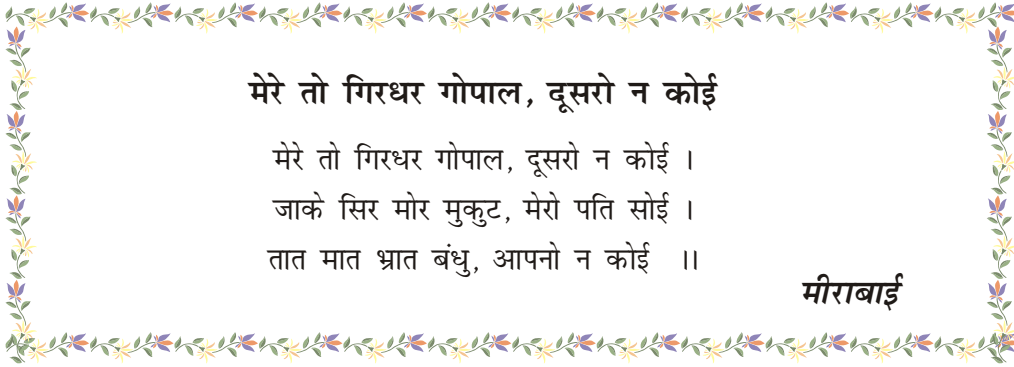 मेरे तो गिरधर गोपाल, दूसरो न कोई
मेरे तो गिरधर गोपाल, दूसरो न कोई ।
जाके सिर मोर मुकुट, मेरो पति सोई ।
तात मात भ्रात बंधु, आपनो न कोई ।।
मीराबाई